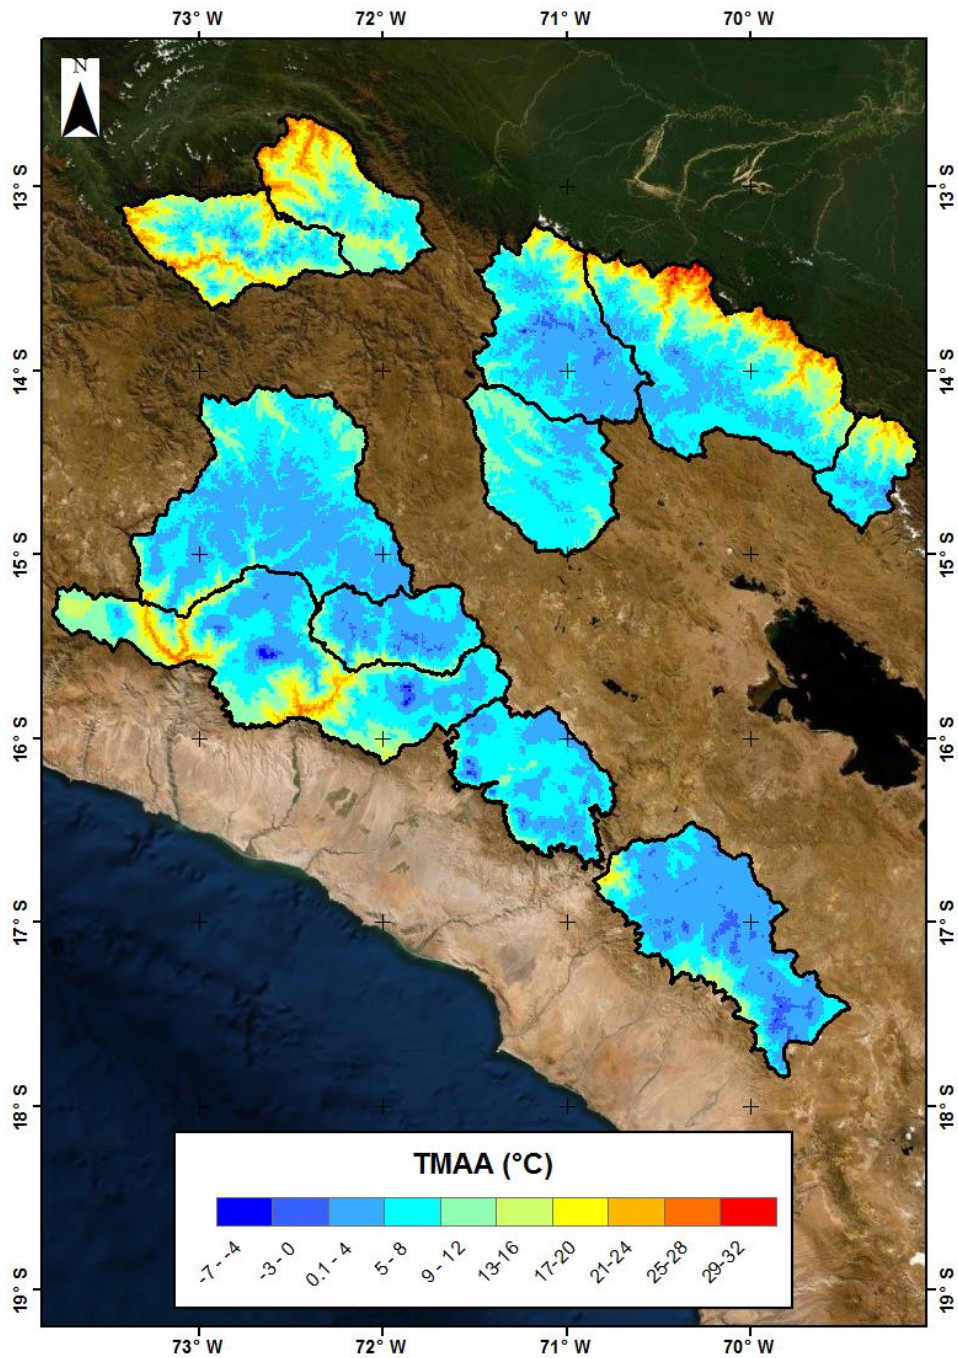 73° W 72° W 71° W 70° W
N
13° S 13° S
14° S 14° S
15° S 15° S
16° S 16° S
17° S 17° S
18° S 18° S
TMAA (°C)
-7 - -4 -3 - 0 0.1 - 4 5 - 8 9 - 12 13-16 17-20 21-24 25-28 29-32
19° S 19° S
73° W 72° W 71° W 70° W